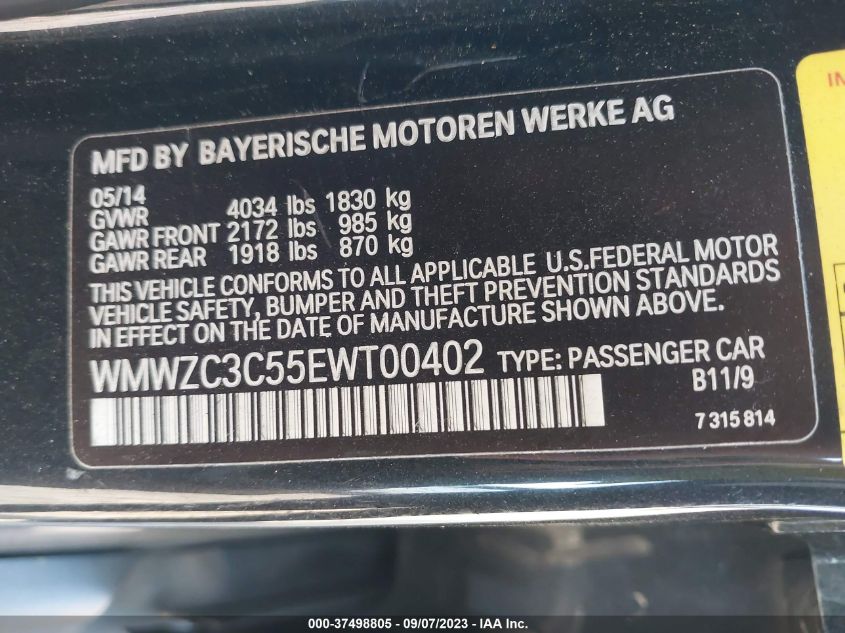 MFD BY BAYERISCHE MOTOREN WERKE AG
05/14
GVWR 4034 lbs 1830 kg
GAWR FRONT 2172 lbs 985 kg
GAWR REAR 1918 lbs 870 kg
THIS VEHICLE CONFORMS TO ALL APPLICABLE U.S.FEDERAL MOTOR
VEHICLE SAFETY, BUMPER AND THEFT PREVENTION STANDARDS
IN EFFECT ON THE DATE OF MANUFACTURE SHOWN ABOVE.
WMWZC3C55EWT00402 TYPE: PASSENGER CAR
B11/9
7 315 814
000-37498805 - 09/07/2023 - IAA Inc.